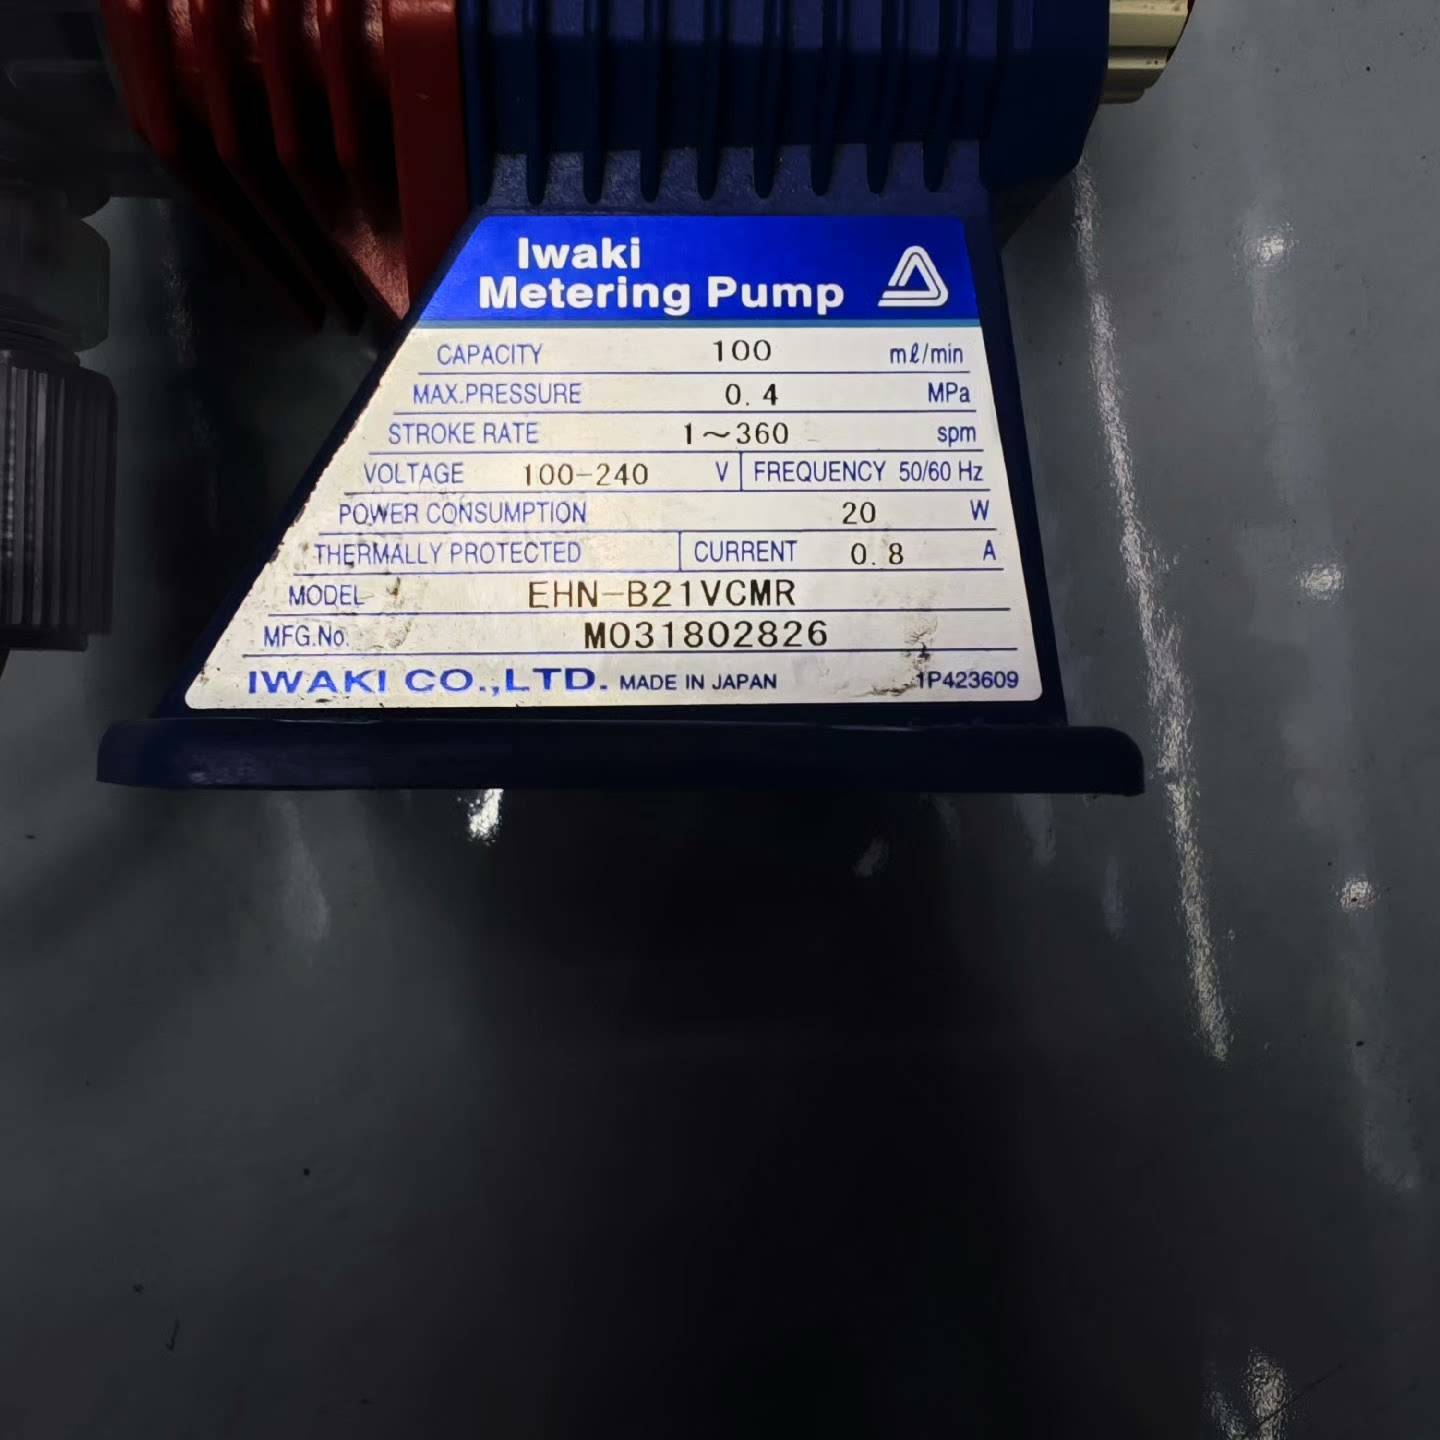 Iwaki
Metering Pump
CAPACITY 100 mℓ/min
MAX.PRESSURE 0.4 MPa
STROKE RATE 1～360 spm
VOLTAGE 100-240 V FREQUENCY 50/60 Hz
POWER CONSUMPTION 20 W
THERMALLY PROTECTED CURRENT 0.8 A
MODEL EHN-B21VCMR
MFG.No. M031802826
IWAKI CO.,LTD. MADE IN JAPAN 1P423609